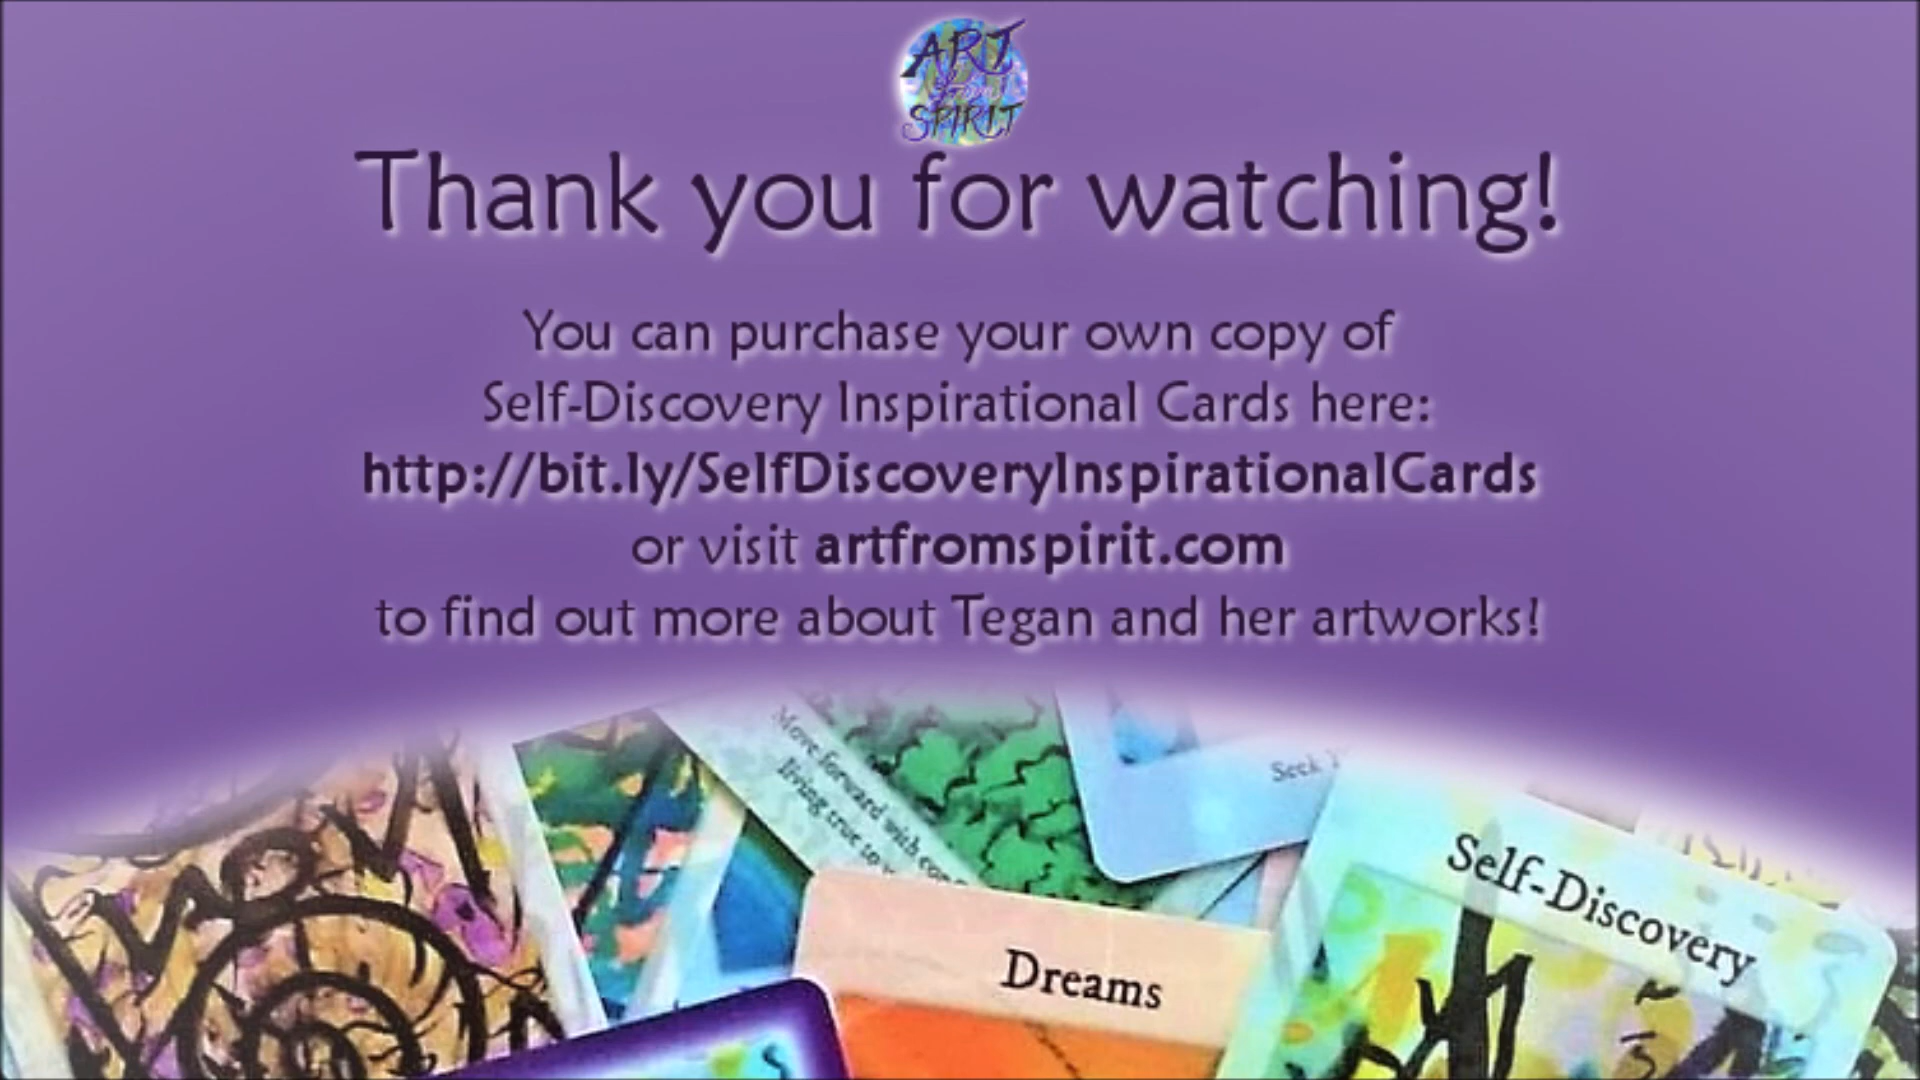 ART
SPIRIT
Thank you for watching!
You can purchase your own copy of
Self-Discovery Inspirational Cards here:
http://bit.ly/SelfDiscoveryInspirationalCards
or visit artfromspirit.com
to find out more about Tegan and her artworks!
Move forward with
living true to
Seek
Self-Discovery
Dreams